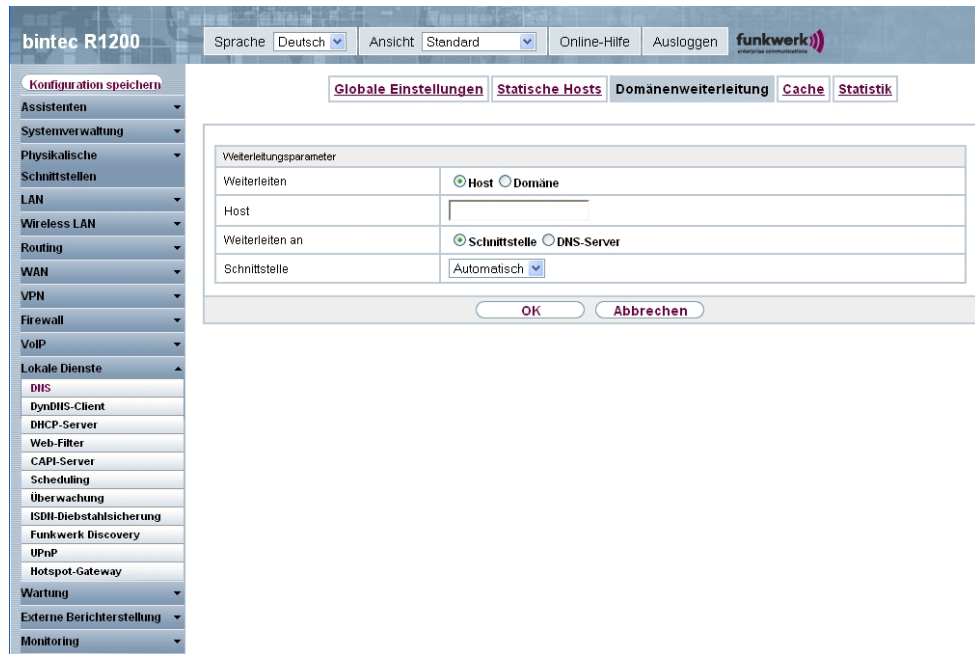 bintec R1200
Sprache Deutsch Ansicht Standard Online-Hilfe Ausloggen funkwerk
enterprise communications
Konfiguration speichern
Assistenten
Systemverwaltung
Physikalische
Schnittstellen
LAN
Wireless LAN
Routing
WAN
VPN
Firewall
VoIP
Lokale Dienste
DNS
DynDNS-Client
DHCP-Server
Web-Filter
CAPI-Server
Scheduling
Überwachung
ISDN-Diebstahlsicherung
Funkwerk Discovery
UPnP
Hotspot-Gateway
Wartung
Externe Berichterstellung
Monitoring
Globale Einstellungen Statische Hosts Domänenweiterleitung Cache Statistik
Weiterleitungsparameter
Weiterleiten Host Domäne
Host
Weiterleiten an Schnittstelle DNS-Server
Schnittstelle Automatisch
OK Abbrechen